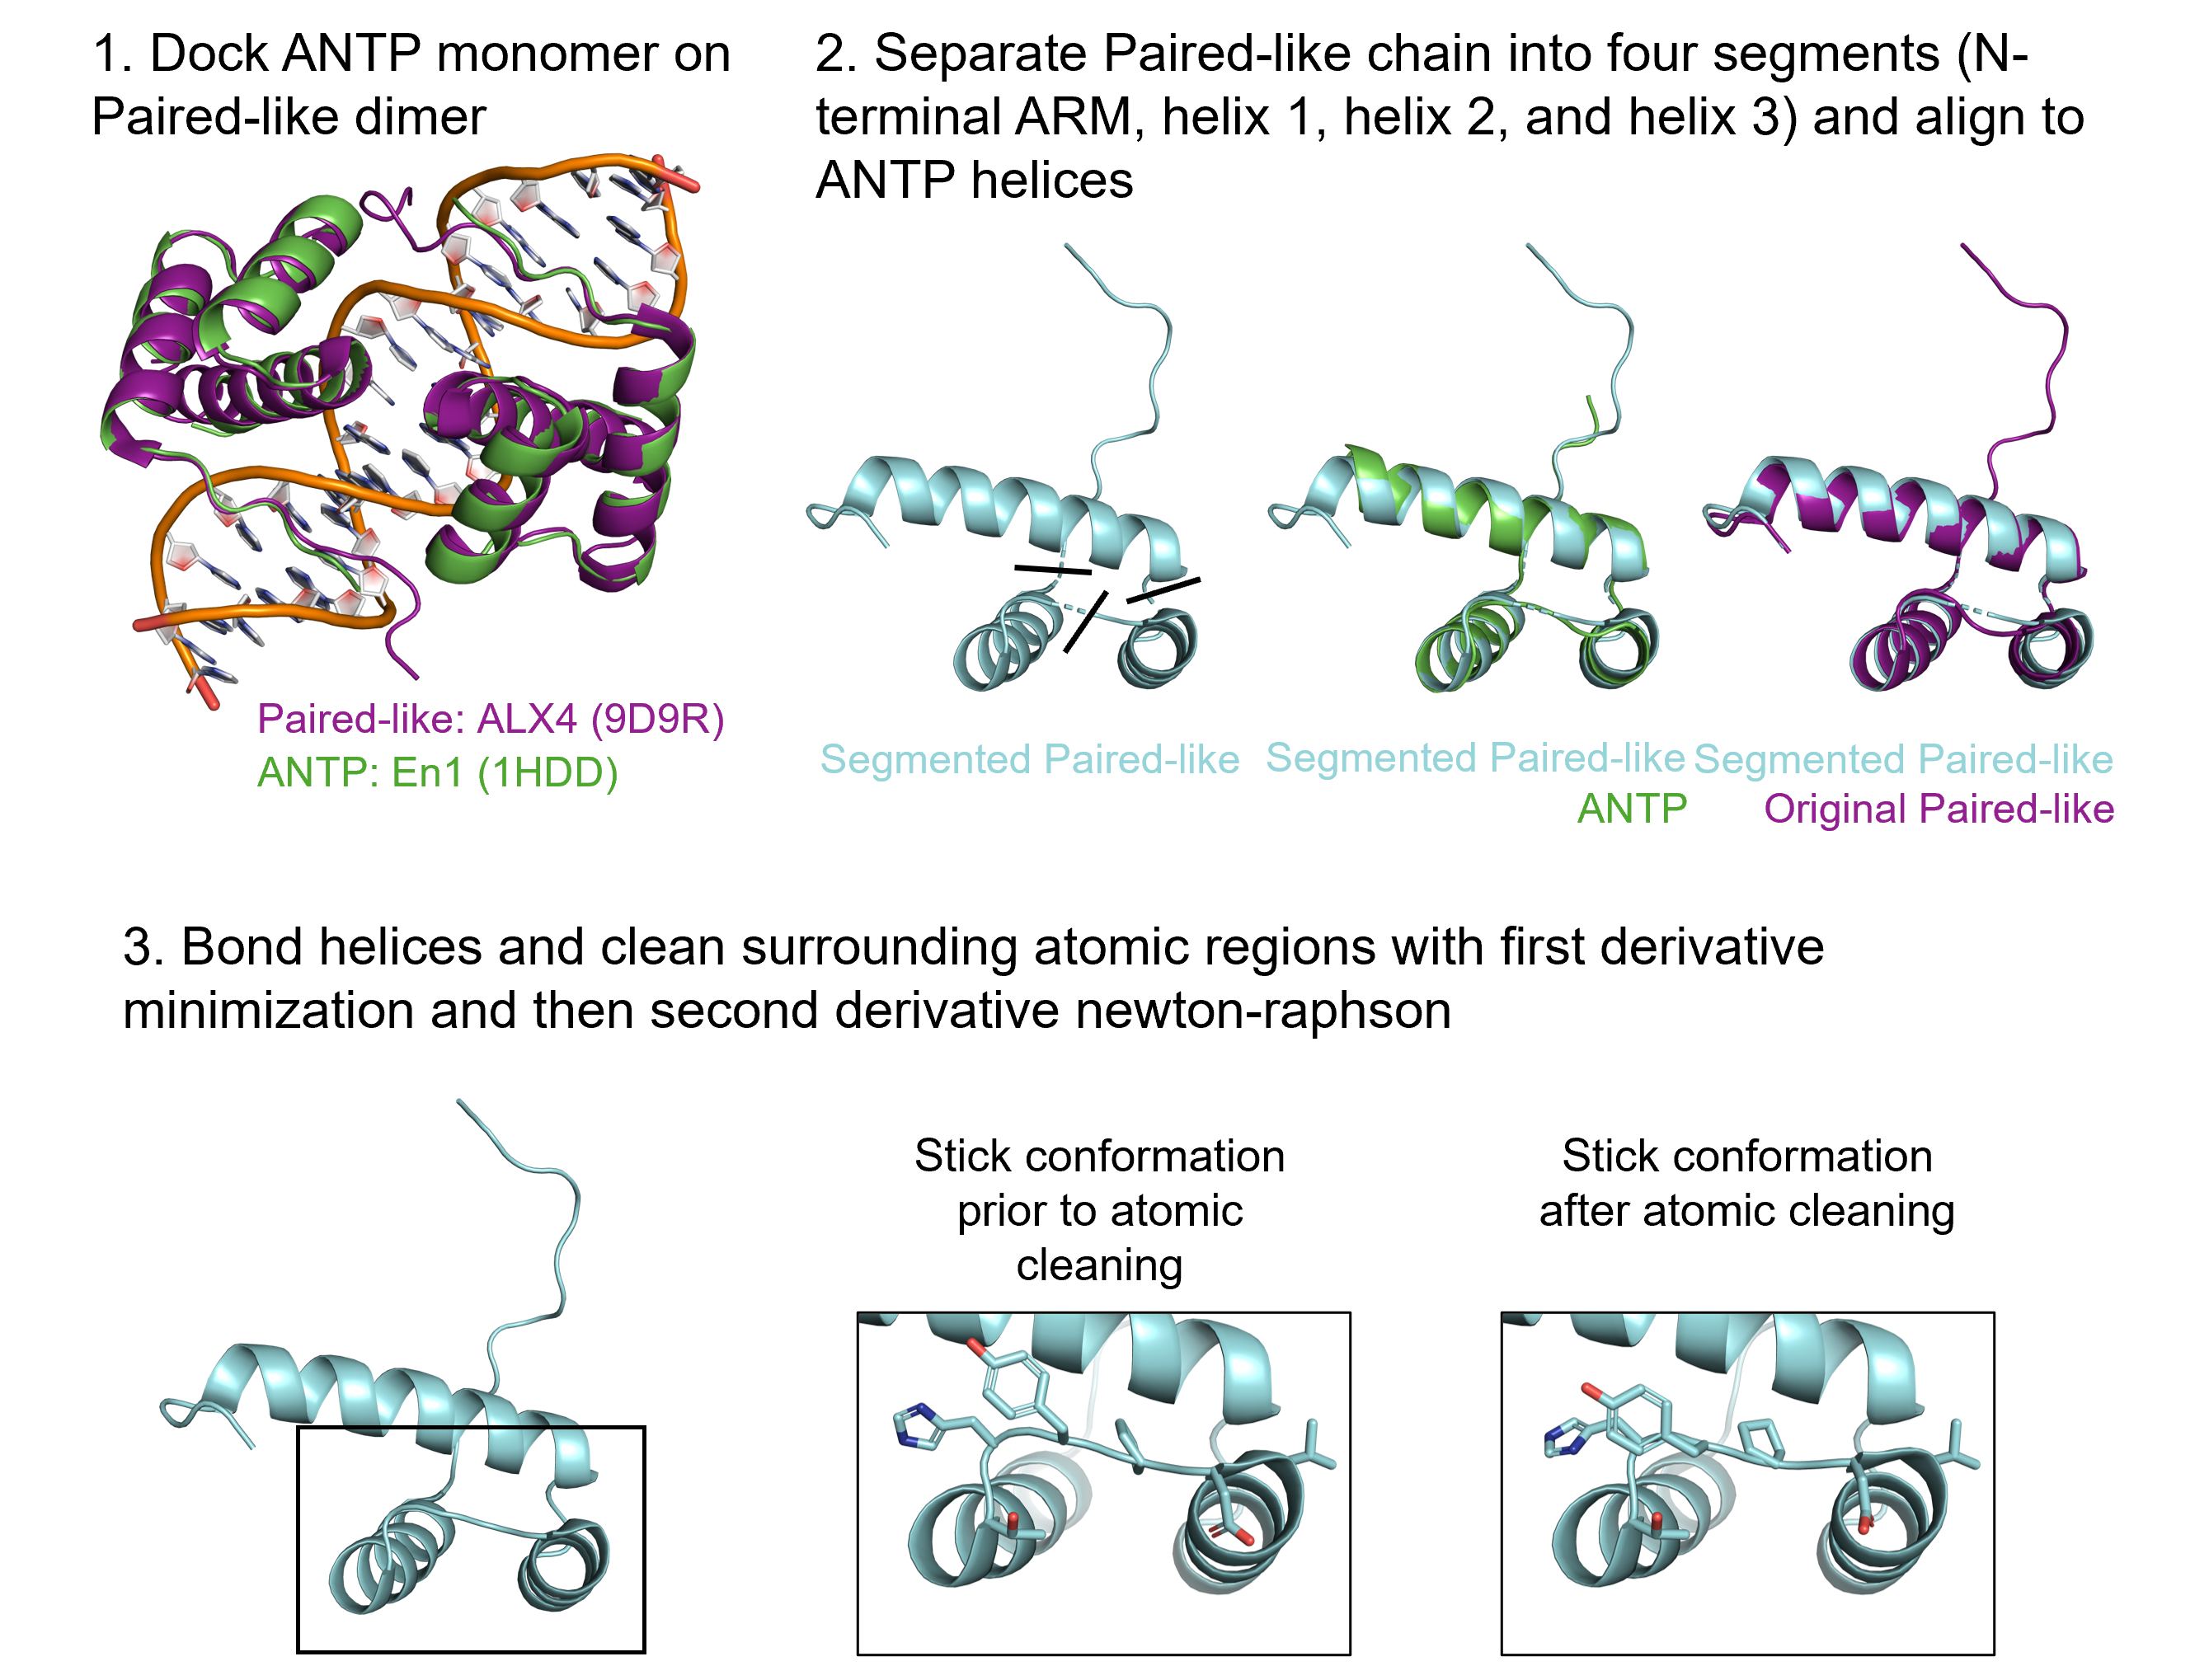 1. Dock ANTP monomer on
Paired-like dimer
2. Separate Paired-like chain into four segments (N-
terminal ARM, helix 1, helix 2, and helix 3) and align to
ANTP helices
Paired-like: ALX4 (9D9R)
ANTP: En1 (1HDD)
Segmented Paired-like
Segmented Paired-like
ANTP
Segmented Paired-like
Original Paired-like
3. Bond helices and clean surrounding atomic regions with first derivative
minimization and then second derivative newton-raphson
Stick conformation
prior to atomic
cleaning
Stick conformation
after atomic cleaning